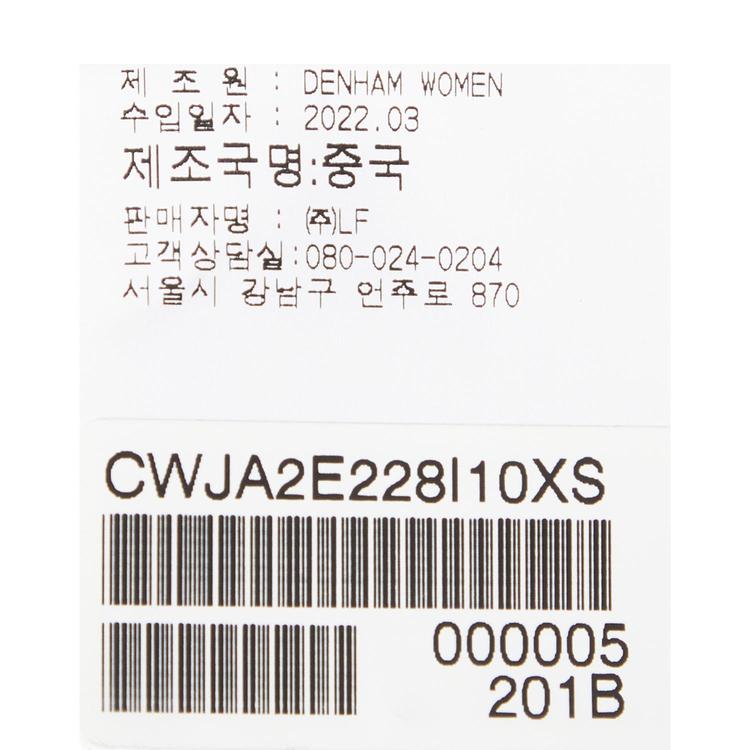 제 조 원 : DENHAM WOMEN
수입일자 : 2022.03
제조국명:중국
판매자명 : ㈜LF
고객상담실:080-024-0204
서울시 강남구 언주로 870
CWJA2E228I10XS
000005
201B